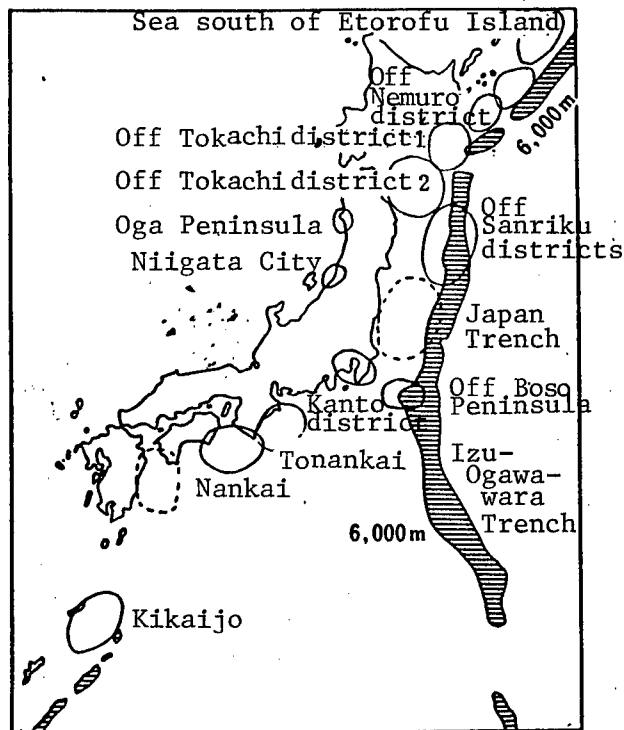 Sea south of Etorofu Island
Off
Nemuro
district
6,000m
Off Tokachi district 1
Off Tokachi district 2
Oga Peninsula
Off
Sanriku
districts
Niigata City
Japan
Trench
Off Boso
Peninsula
Kanto
district
Izu-
Ogawa-
wara
Trench
Tonankai
Nankai
6,000m
Kikaijo